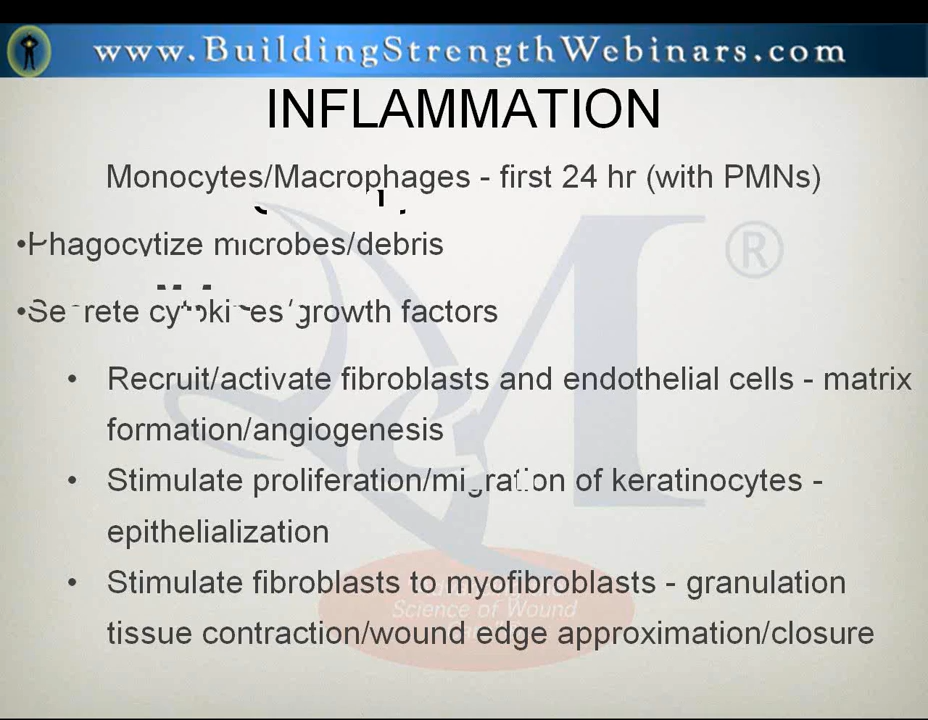 www.BuildingStrengthWebinars.com
INFLAMMATION
Monocytes/Macrophages - first 24 hr (with PMNs)
•Phagocytize microbes/debris
•Secrete cytokines/growth factors
• Recruit/activate fibroblasts and endothelial cells - matrix
formation/angiogenesis
• Stimulate proliferation/migration of keratinocytes -
epithelialization
• Stimulate fibroblasts to myofibroblasts - granulation
Science of Wound
tissue contraction/wound edge approximation/closure
M
®